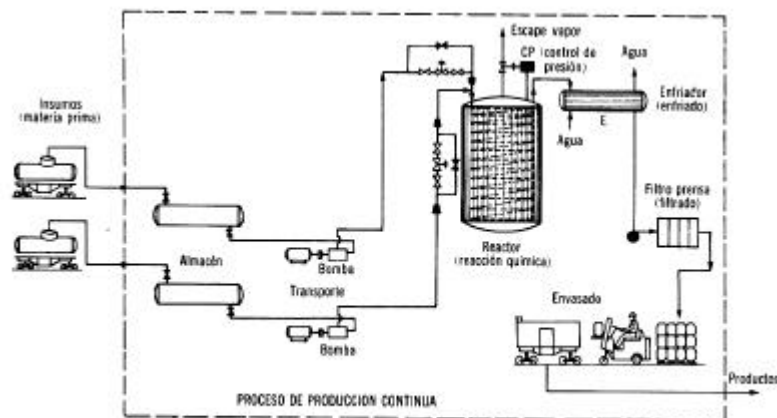 Escape vapor
CP (control de
presión)
Agua
Insumos
(matería prima)
Enfriador
(enfriado)
E
Agua
Filtro prensa
(filtrado)
Reactor
(reacción química)
Almacén
Bomba
Transporte
Envasado
Bomba
Productos
PROCESO DE PRODUCCION CONTINUA